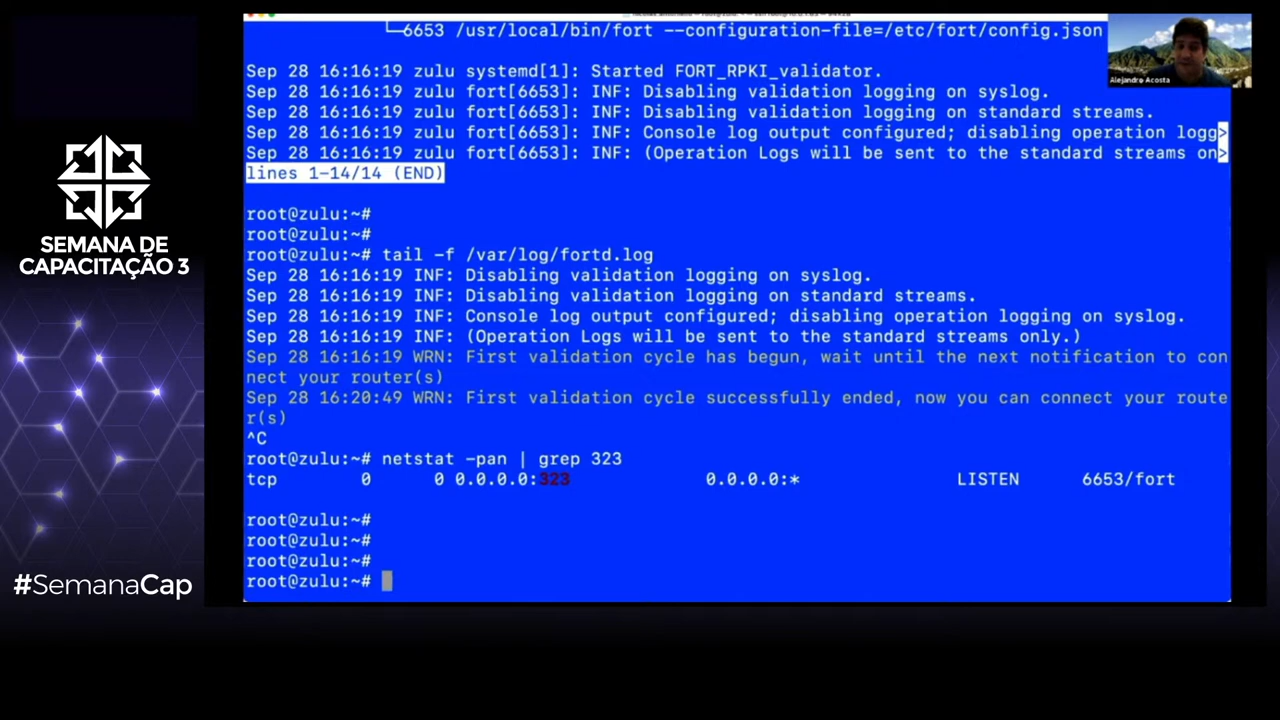 └─6653 /usr/local/bin/fort --configuration-file=/etc/fort/config.json
Alejandro Acosta
Sep 28 16:16:19 zulu systemd[1]: Started FORT_RPKI_validator.
Sep 28 16:16:19 zulu fort[6653]: INF: Disabling validation logging on syslog.
Sep 28 16:16:19 zulu fort[6653]: INF: Disabling validation logging on standard streams.
Sep 28 16:16:19 zulu fort[6653]: INF: Console log output configured; disabling operation logg>
Sep 28 16:16:19 zulu fort[6653]: INF: (Operation Logs will be sent to the standard streams on>
lines 1-14/14 (END)
root@zulu:~#
root@zulu:~#
root@zulu:~# tail -f /var/log/fortd.log
Sep 28 16:16:19 INF: Disabling validation logging on syslog.
Sep 28 16:16:19 INF: Disabling validation logging on standard streams.
Sep 28 16:16:19 INF: Console log output configured; disabling operation logging on syslog.
Sep 28 16:16:19 INF: (Operation Logs will be sent to the standard streams only.)
Sep 28 16:16:19 WRN: First validation cycle has begun, wait until the next notification to con
nect your router(s)
Sep 28 16:20:49 WRN: First validation cycle successfully ended, now you can connect your route
r(s)
^C
root@zulu:~# netstat -pan | grep 323
tcp 0 0 0.0.0.0:323 0.0.0.0:* LISTEN 6653/fort
root@zulu:~#
root@zulu:~#
root@zulu:~#
root@zulu:~#
SEMANA DE
CAPACITAÇÃO 3
#SemanaCap